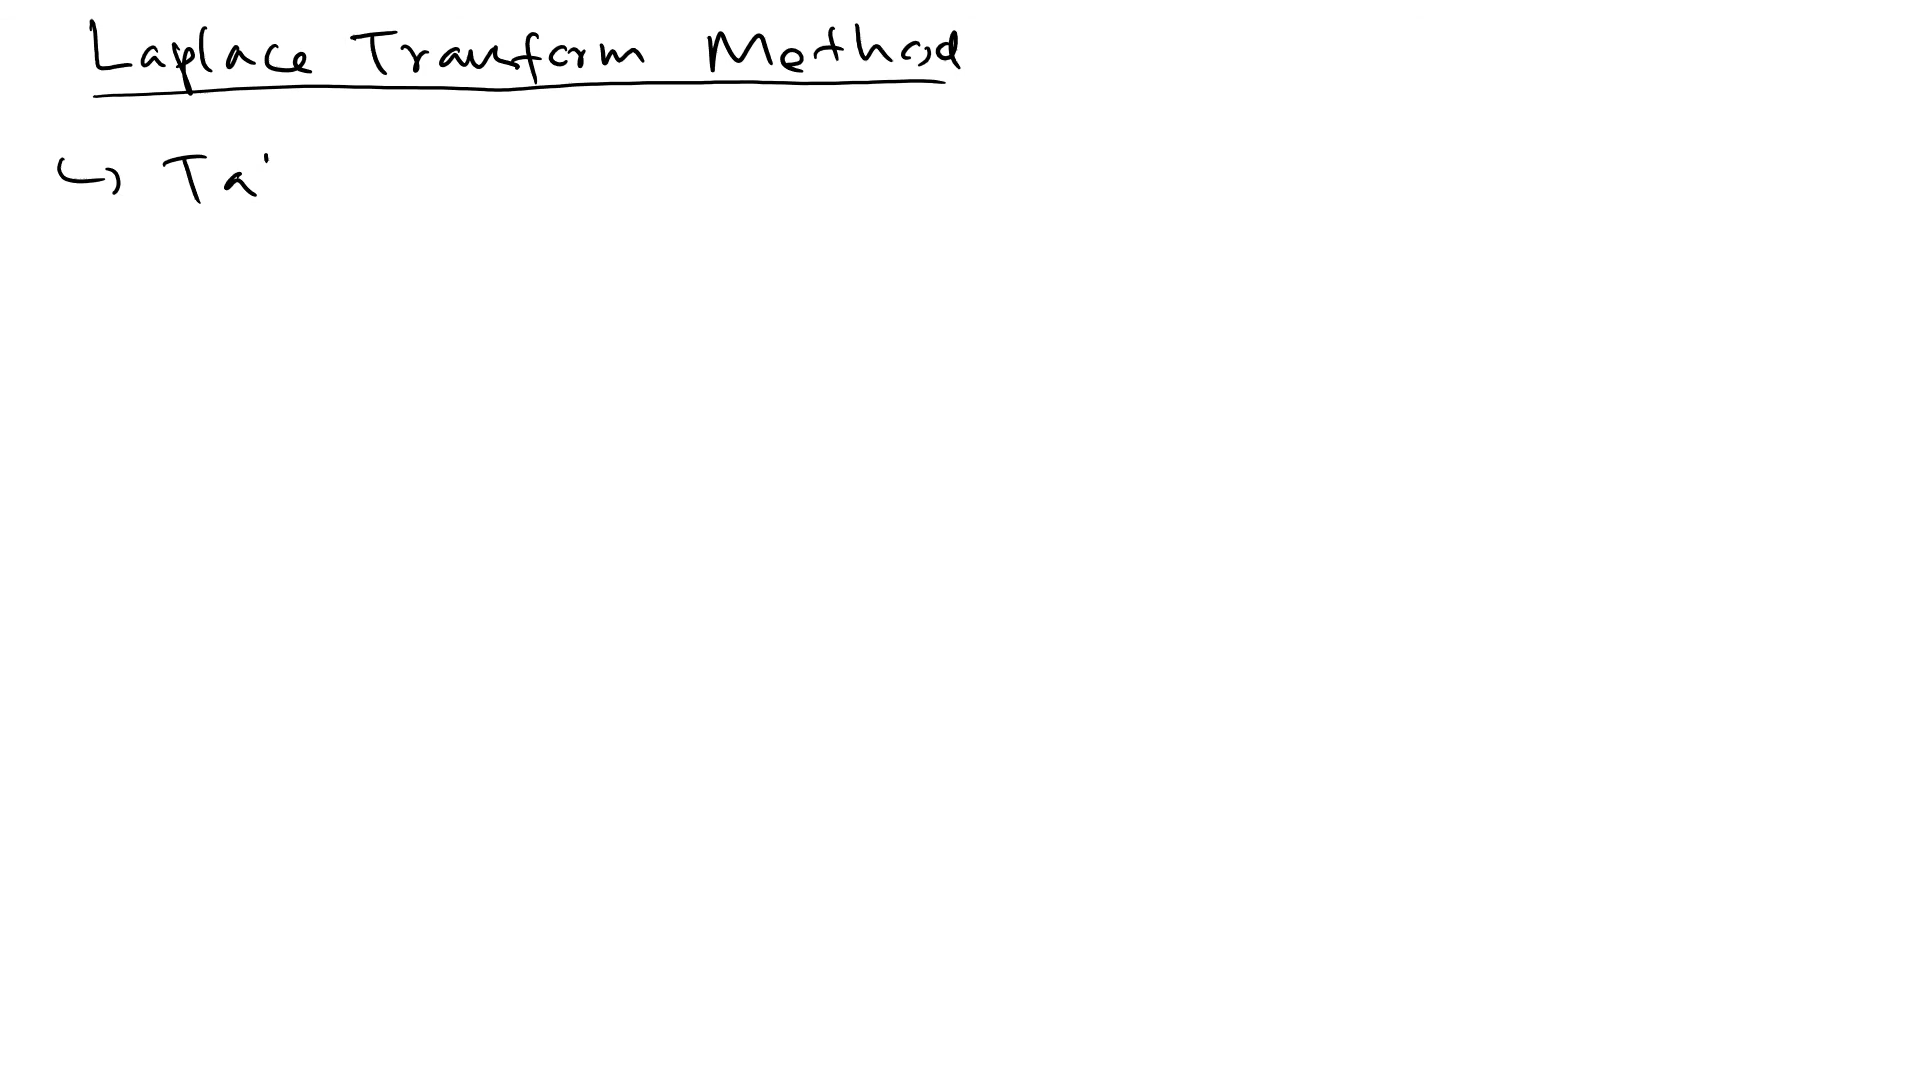 Laplace Transform Method
↪ Ta